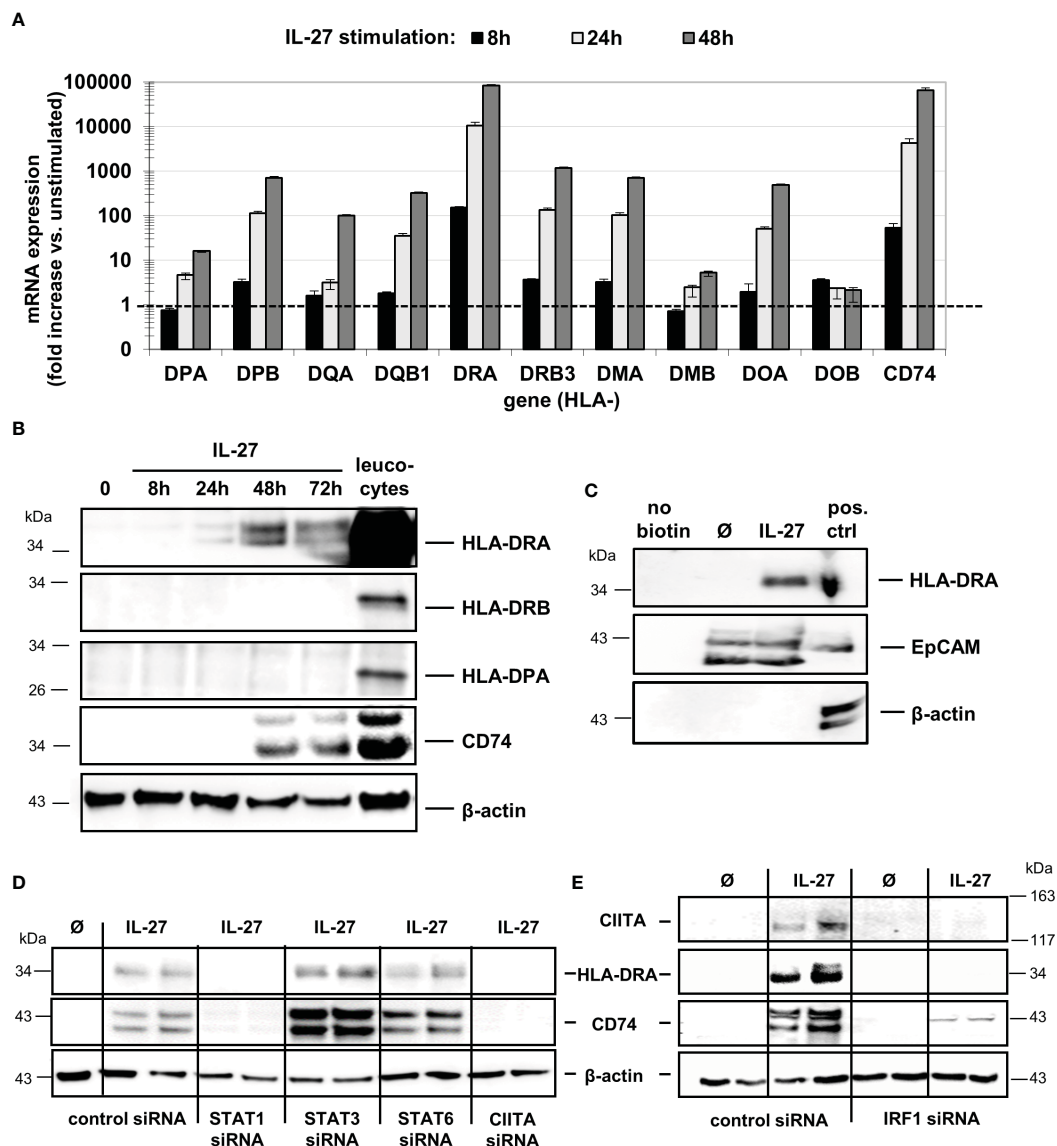 A
IL-27 stimulation: 8h 24h 48h
mRNA expression
(fold increase vs. unstimulated)
100000
10000
1000
100
10
1
0
DPA DPB DQA DQB1 DRA DRB3 DMA DMB DOA DOB CD74
gene (HLA-)
B
IL-27
leuco-
cytes
0 8h 24h 48h 72h
kDa
34
HLA-DRA
34
HLA-DRB
34
26
HLA-DPA
34
CD74
43
β-actin
C
no
biotin
Ø
IL-27
pos.
ctrl
kDa
34
HLA-DRA
43
EpCAM
43
β-actin
D
Ø IL-27 IL-27 IL-27 IL-27 IL-27
kDa
34
HLA-DRA
43
CD74
43
β-actin
control siRNA
STAT1
siRNA
STAT3
siRNA
STAT6
siRNA
CIITA
siRNA
E
Ø IL-27 Ø IL-27
kDa
CIITA
163
117
34
43
43
control siRNA IRF1 siRNA